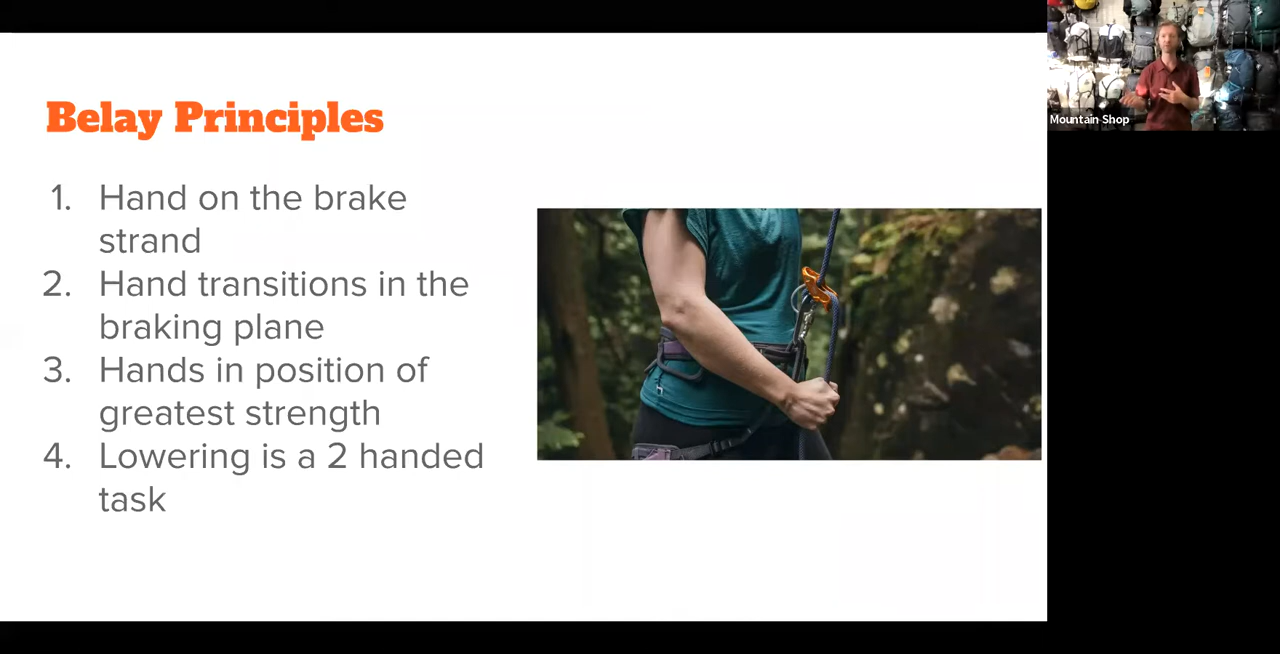 Belay Principles
1. Hand on the brake
strand
2. Hand transitions in the
braking plane
3. Hands in position of
greatest strength
4. Lowering is a 2 handed
task
Mountain Shop